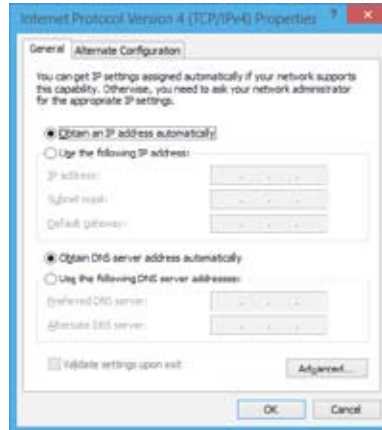 Internet Protocol Version 4 (TCP/IPv4) Properties
General Alternate Configuration
You can get IP settings assigned automatically if your network supports
this capability. Otherwise, you need to ask your network administrator
for the appropriate IP settings.
Obtain an IP address automatically
Use the following IP address:
IP address:
Subnet mask:
Default gateway:
Obtain DNS server address automatically
Use the following DNS server addresses:
Preferred DNS server:
Alternate DNS server:
Validate settings upon exit
Advanced...
OK Cancel